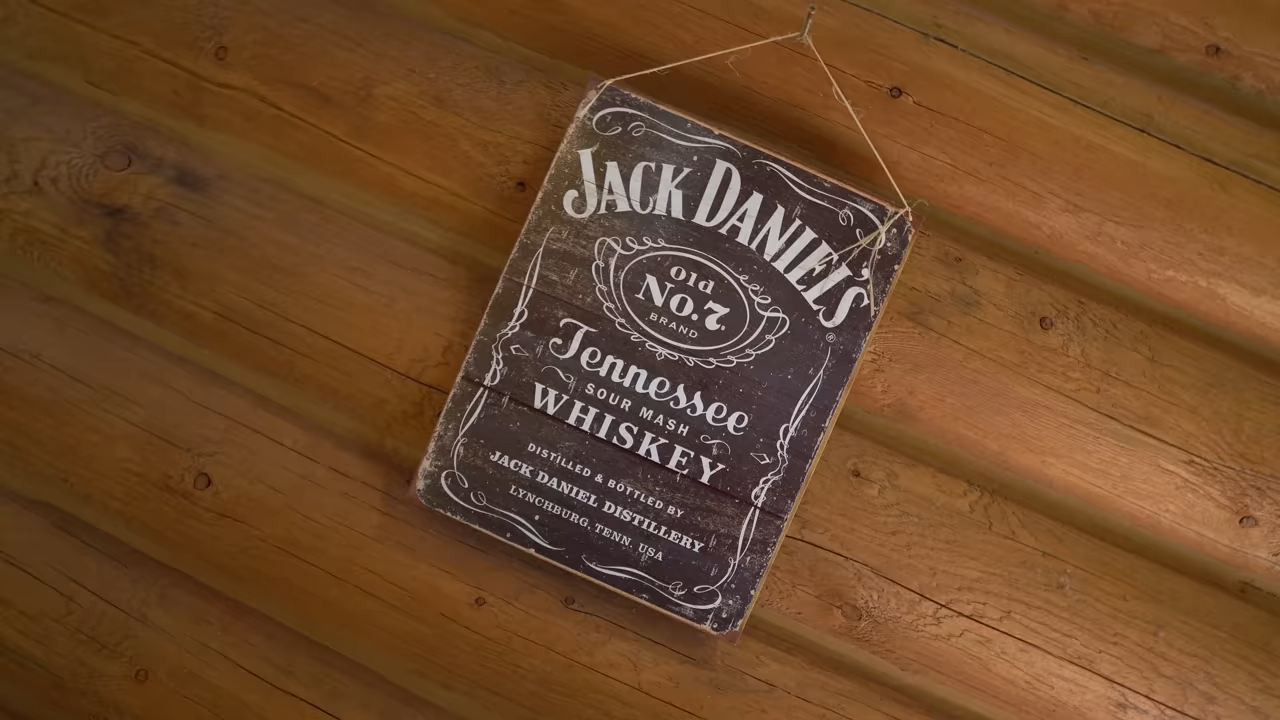 JACK DANIEL'S
Old
No.7
BRAND
®
Tennessee
SOUR MASH
WHISKEY
DISTILLED & BOTTLED BY
JACK DANIEL DISTILLERY
LYNCHBURG, TENN. USA